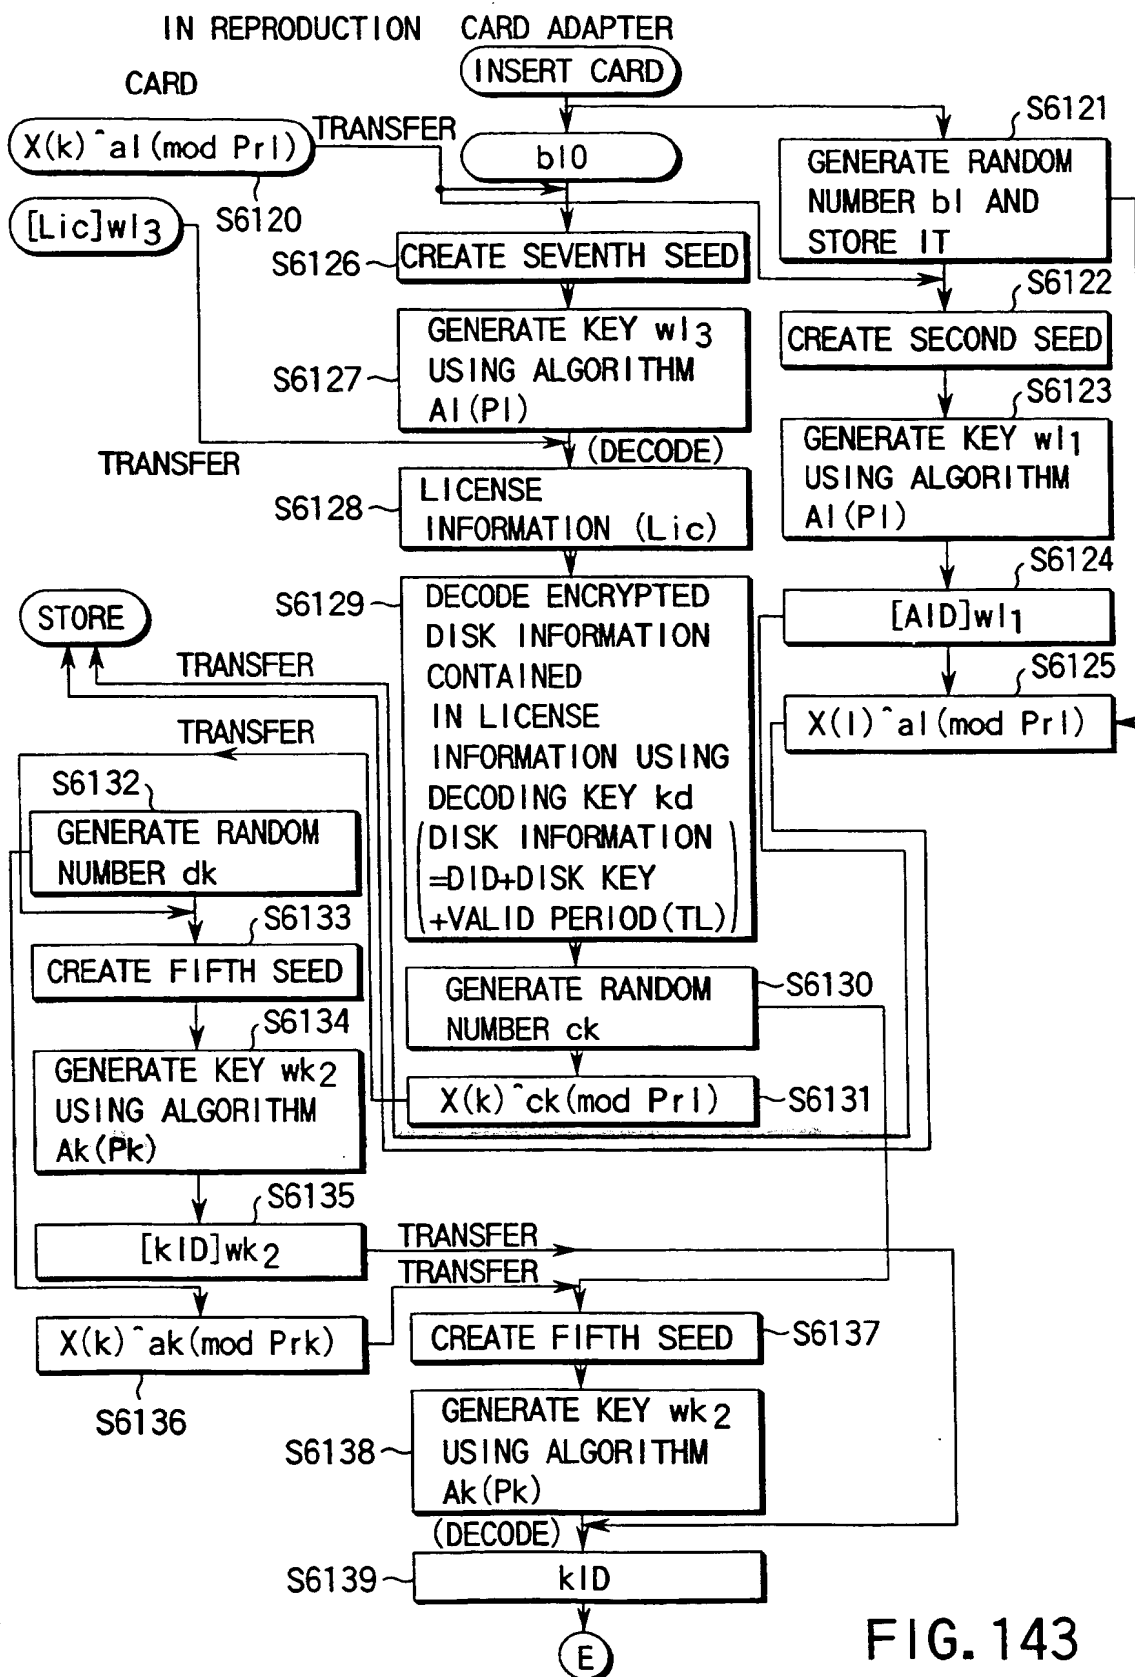 IN REPRODUCTION CARD ADAPTER
INSERT CARD
CARD
X(k)^al(mod Prl)
TRANSFER
S6120
[Lic]wl3
bl0
S6121
GENERATE RANDOM
NUMBER bl AND
STORE IT
S6126
CREATE SEVENTH SEED
S6122
CREATE SECOND SEED
S6127
GENERATE KEY wl3
USING ALGORITHM
Al(Pl)
S6123
GENERATE KEY wl1
USING ALGORITHM
Al(Pl)
TRANSFER
(DECODE)
S6128
LICENSE
INFORMATION (Lic)
S6124
[AID]wl1
S6129
DECODE ENCRYPTED
DISK INFORMATION
CONTAINED
IN LICENSE
INFORMATION USING
DECODING KEY kd
(DISK INFORMATION
=DID+DISK KEY
+VALID PERIOD(TL))
S6125
X(l)^al(mod Prl)
STORE
TRANSFER
TRANSFER
S6132
GENERATE RANDOM
NUMBER dk
S6133
CREATE FIFTH SEED
S6130
GENERATE RANDOM
NUMBER ck
S6134
GENERATE KEY wk2
USING ALGORITHM
Ak(Pk)
X(k)^ck(mod Prl)
S6131
S6135
[kID]wk2
TRANSFER
TRANSFER
X(k)^ak(mod Prk)
S6136
CREATE FIFTH SEED
S6137
S6138
GENERATE KEY wk2
USING ALGORITHM
Ak(Pk)
(DECODE)
S6139
kID
E
FIG. 143